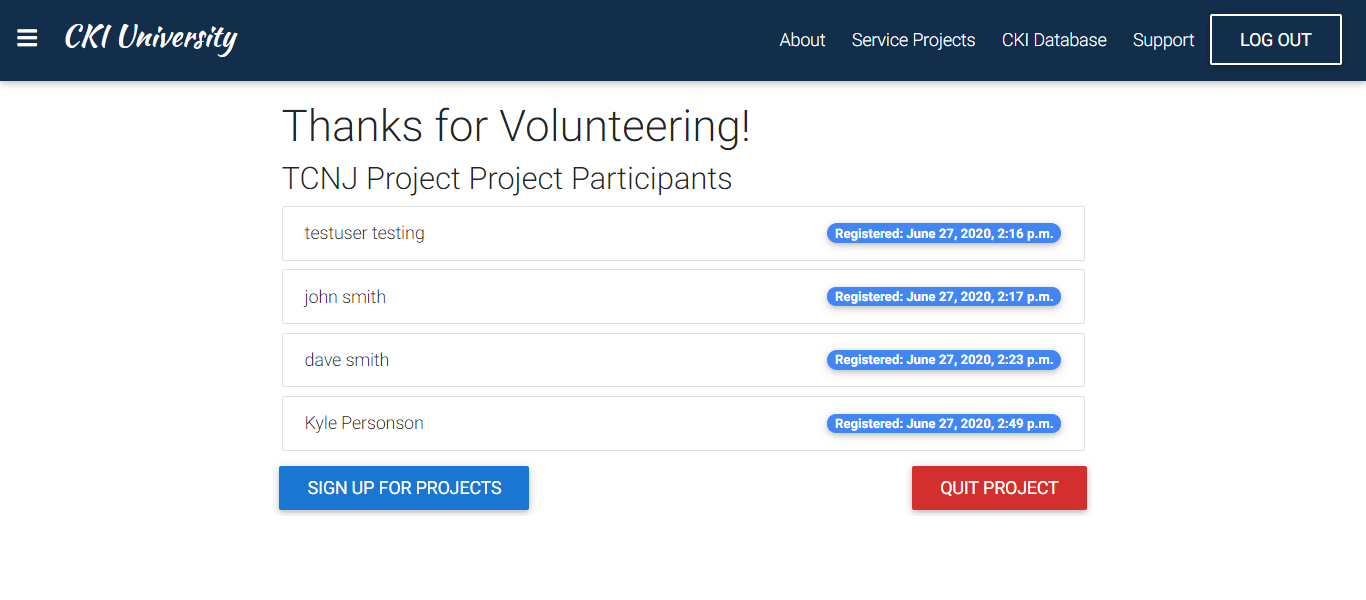 CKI University
About Service Projects CKI Database Support LOG OUT
Thanks for Volunteering!
TCNJ Project Project Participants
testuser testing Registered: June 27, 2020, 2:16 p.m.
john smith Registered: June 27, 2020, 2:17 p.m.
dave smith Registered: June 27, 2020, 2:23 p.m.
Kyle Personson Registered: June 27, 2020, 2:49 p.m.
SIGN UP FOR PROJECTS QUIT PROJECT